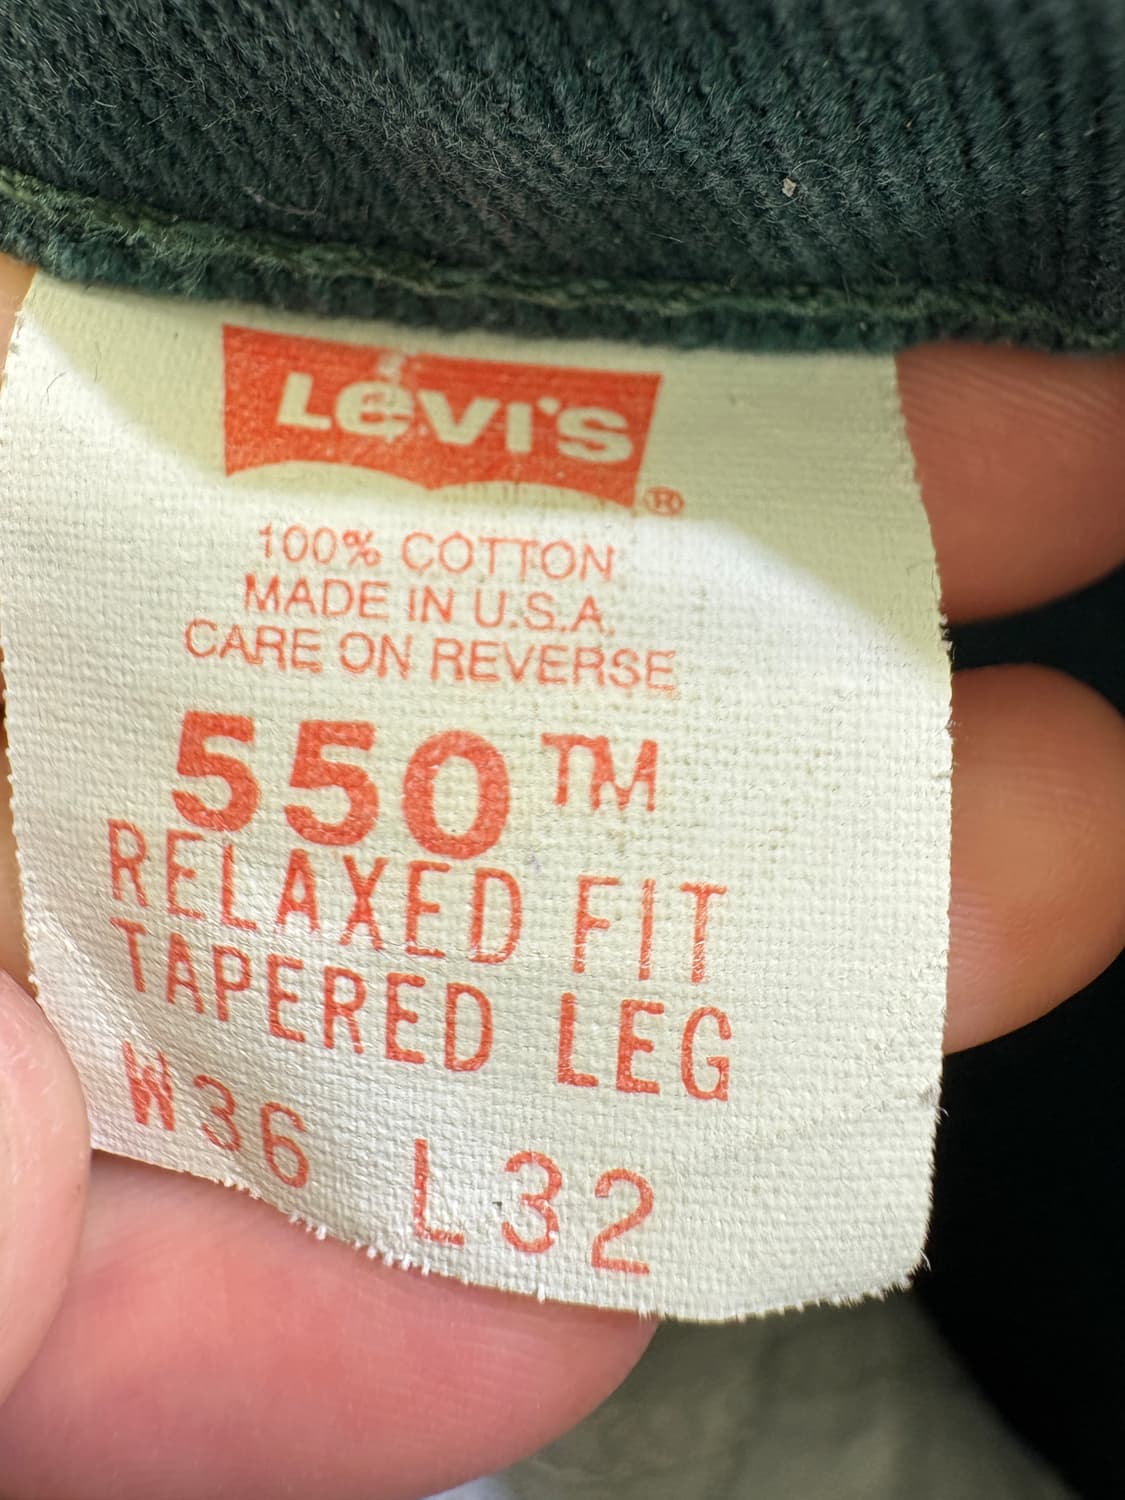 LeVI'S ®
100% COTTON
MADE IN U.S.A.
CARE ON REVERSE
550™
RELAXED FIT
TAPERED LEG
W36 L32